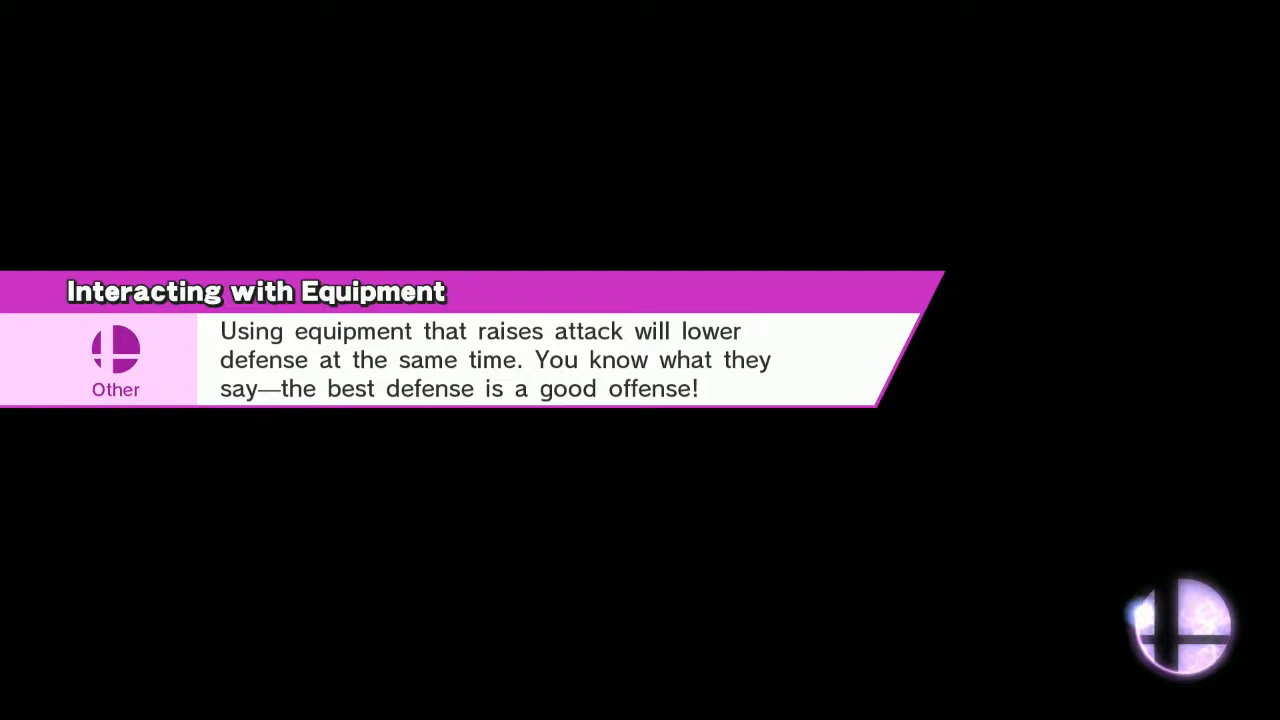 Interacting with Equipment
Using equipment that raises attack will lower
defense at the same time. You know what they
say—the best defense is a good offense!
Other